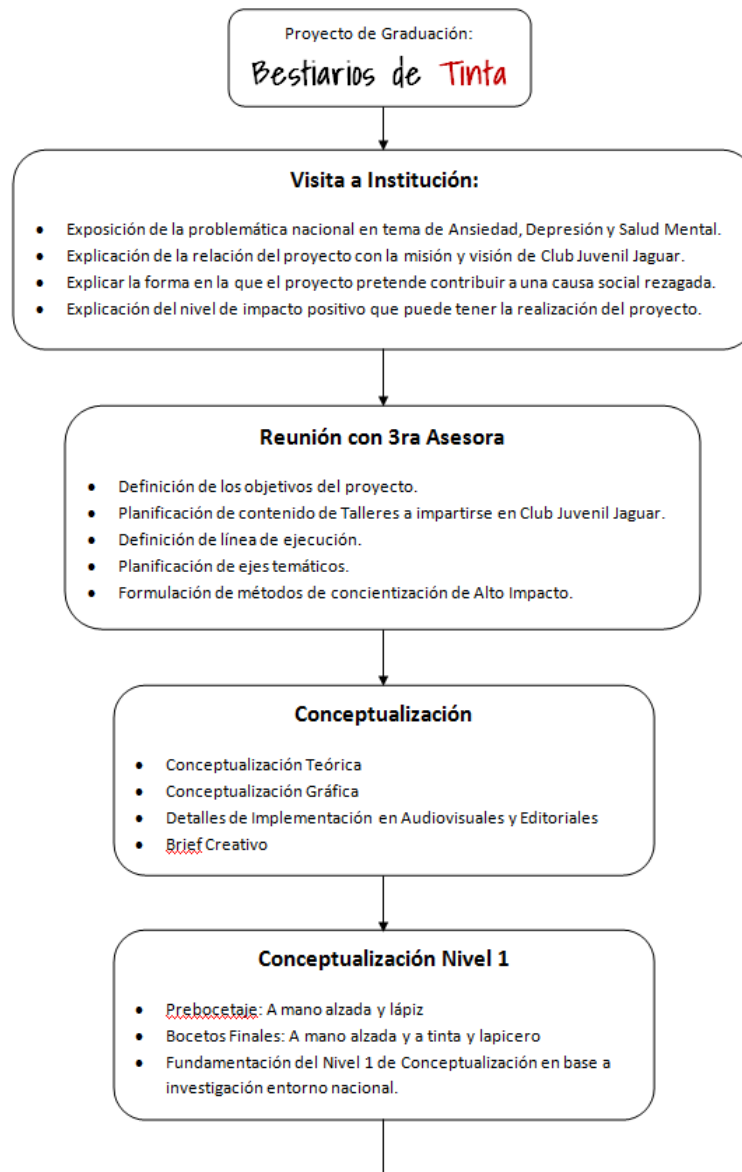 Proyecto de Graduación:
Bestiarios de Tinta
Visita a Institución:
• Exposición de la problemática nacional en tema de Ansiedad, Depresión y Salud Mental.
• Explicación de la relación del proyecto con la misión y visión de Club Juvenil Jaguar.
• Explicar la forma en la que el proyecto pretende contribuir a una causa social rezagada.
• Explicación del nivel de impacto positivo que puede tener la realización del proyecto.
Reunión con 3ra Asesora
• Definición de los objetivos del proyecto.
• Planificación de contenido de Talleres a impartirse en Club Juvenil Jaguar.
• Definición de línea de ejecución.
• Planificación de ejes temáticos.
• Formulación de métodos de concientización de Alto Impacto.
Conceptualización
• Conceptualización Teórica
• Conceptualización Gráfica
• Detalles de Implementación en Audiovisuales y Editoriales
• Brief Creativo
Conceptualización Nivel 1
• Prebocetaje: A mano alzada y lápiz
• Bocetos Finales: A mano alzada y a tinta y lapicero
• Fundamentación del Nivel 1 de Conceptualización en base a
investigación entorno nacional.